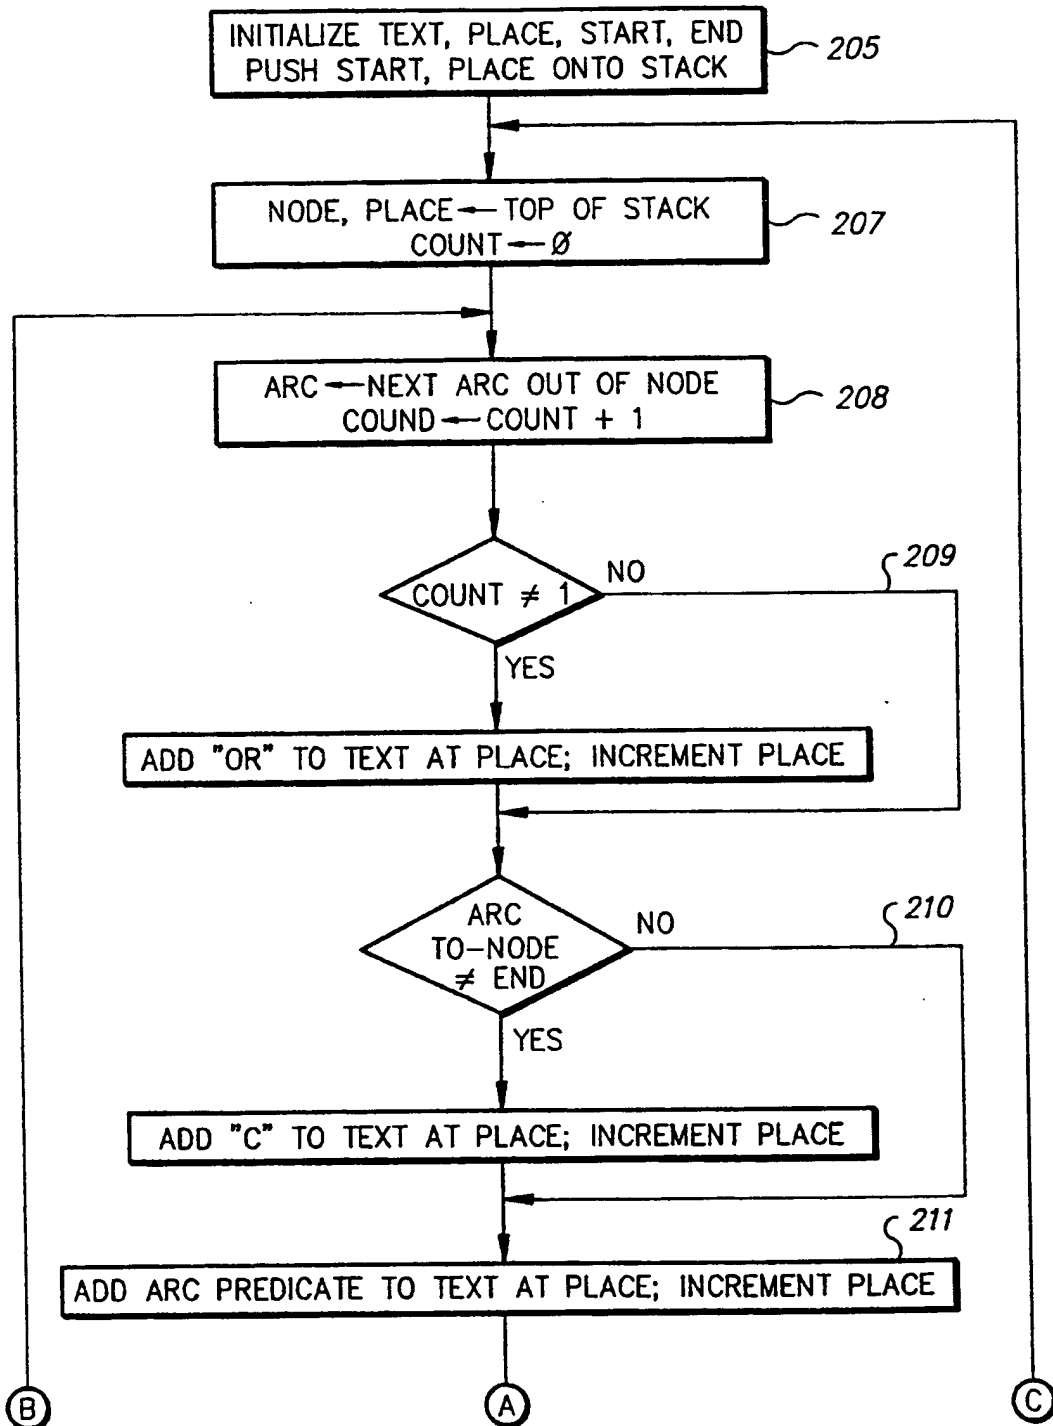 INITIALIZE TEXT, PLACE, START, END
PUSH START, PLACE ONTO STACK
205
NODE, PLACE ← TOP OF STACK
COUNT ← Ø
207
ARC ← NEXT ARC OUT OF NODE
COUND ← COUNT + 1
208
COUNT ≠ 1
NO
209
YES
ADD "OR" TO TEXT AT PLACE; INCREMENT PLACE
ARC
TO-NODE
≠ END
NO
210
YES
ADD "C" TO TEXT AT PLACE; INCREMENT PLACE
211
ADD ARC PREDICATE TO TEXT AT PLACE; INCREMENT PLACE
B
A
C